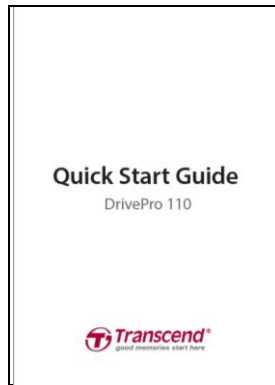 Quick Start Guide
DrivePro 110
Transcend®
good memories start here